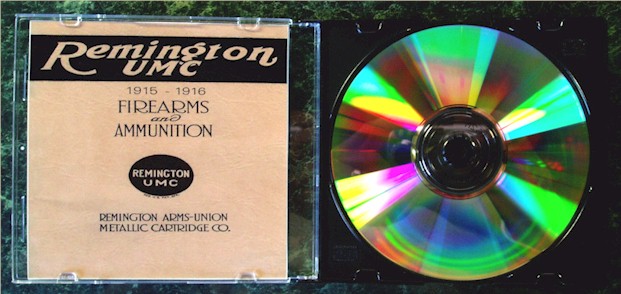 Remington
UMC
1915 - 1916
FIREARMS
and
AMMUNITION
REMINGTON
UMC
REMINGTON ARMS-UNION
METALLIC CARTRIDGE CO.